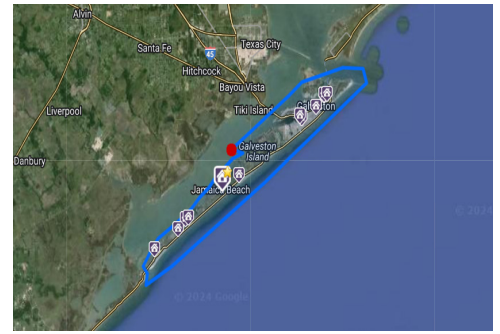 Alvin
Santa Fe
45
Texas City
Hitchcock
Bayou Vista
Liverpool
Tiki Island
Galveston
Danbury
Galveston
Island
Jamaica Beach
© 2024
© 2024 Google